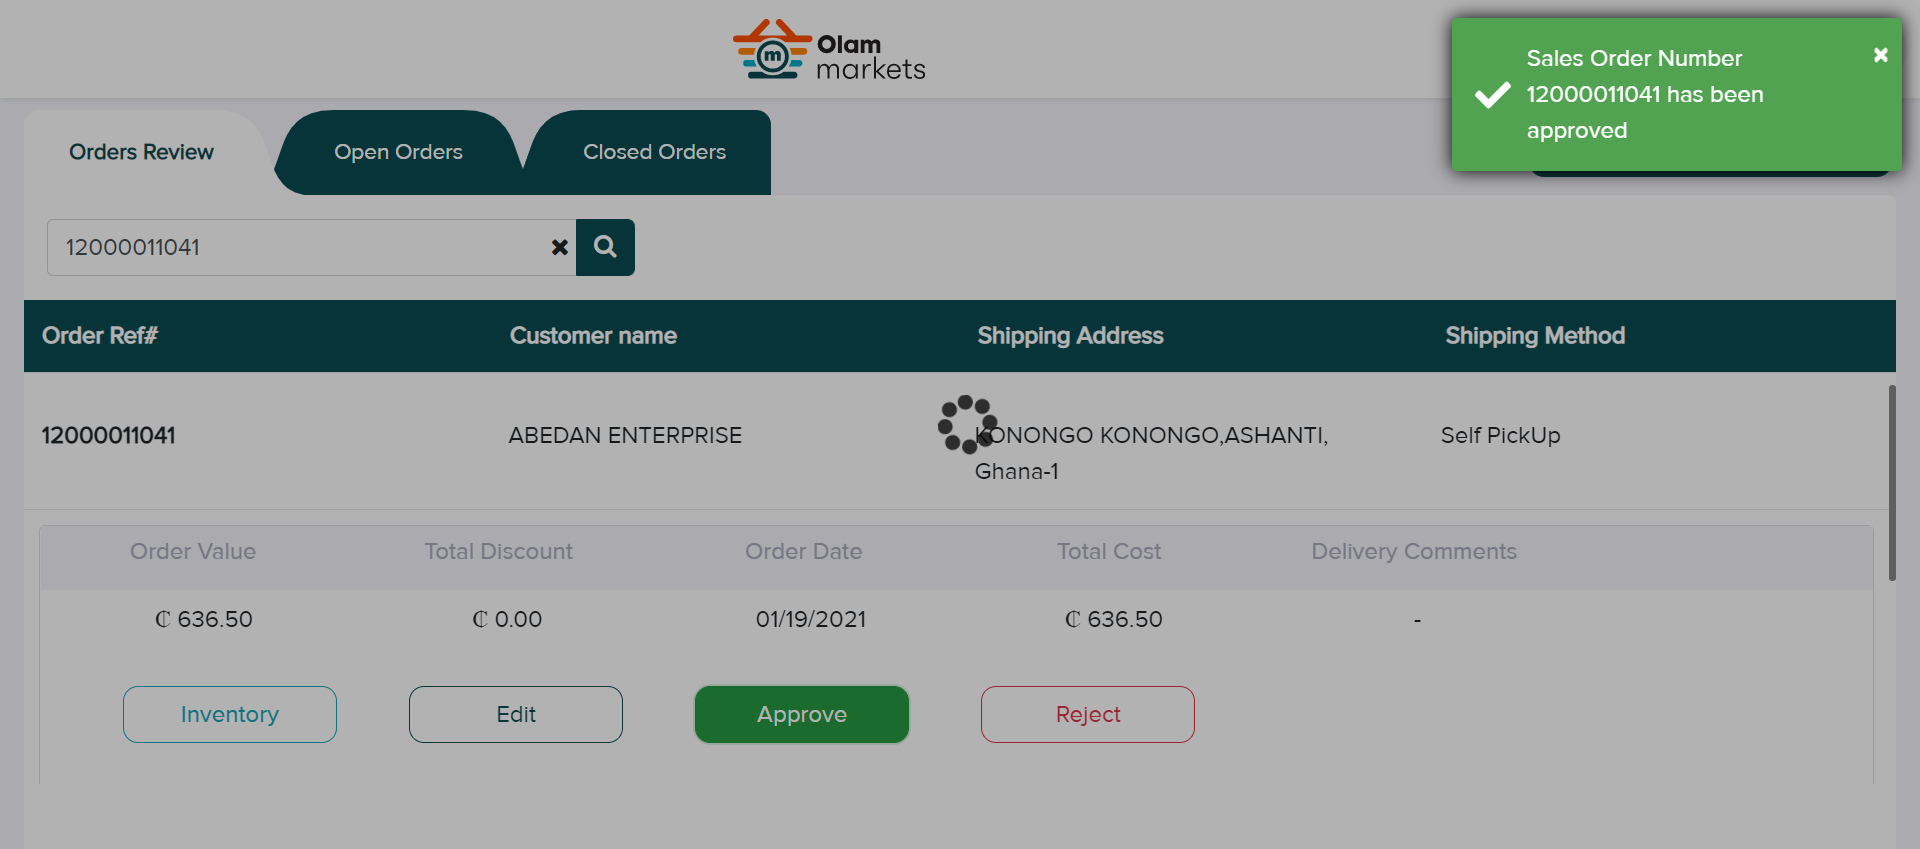 m
Olam
markets
Sales Order Number
12000011041 has been
approved
Orders Review
Open Orders
Closed Orders
12000011041
Order Ref#
Customer name
Shipping Address
Shipping Method
12000011041
ABEDAN ENTERPRISE
KONONGO KONONGO,ASHANTI,
Ghana-1
Self PickUp
Order Value
Total Discount
Order Date
Total Cost
Delivery Comments
₵ 636.50
₵ 0.00
01/19/2021
₵ 636.50
-
Inventory
Edit
Approve
Reject